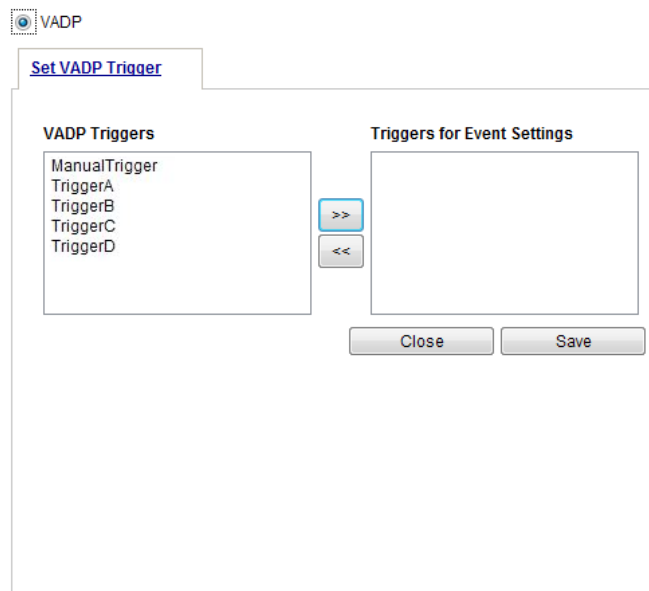 VADP
Set VADP Trigger
VADP Triggers
Triggers for Event Settings
ManualTrigger
TriggerA
TriggerB
TriggerC
TriggerD
>>
<<
Close
Save